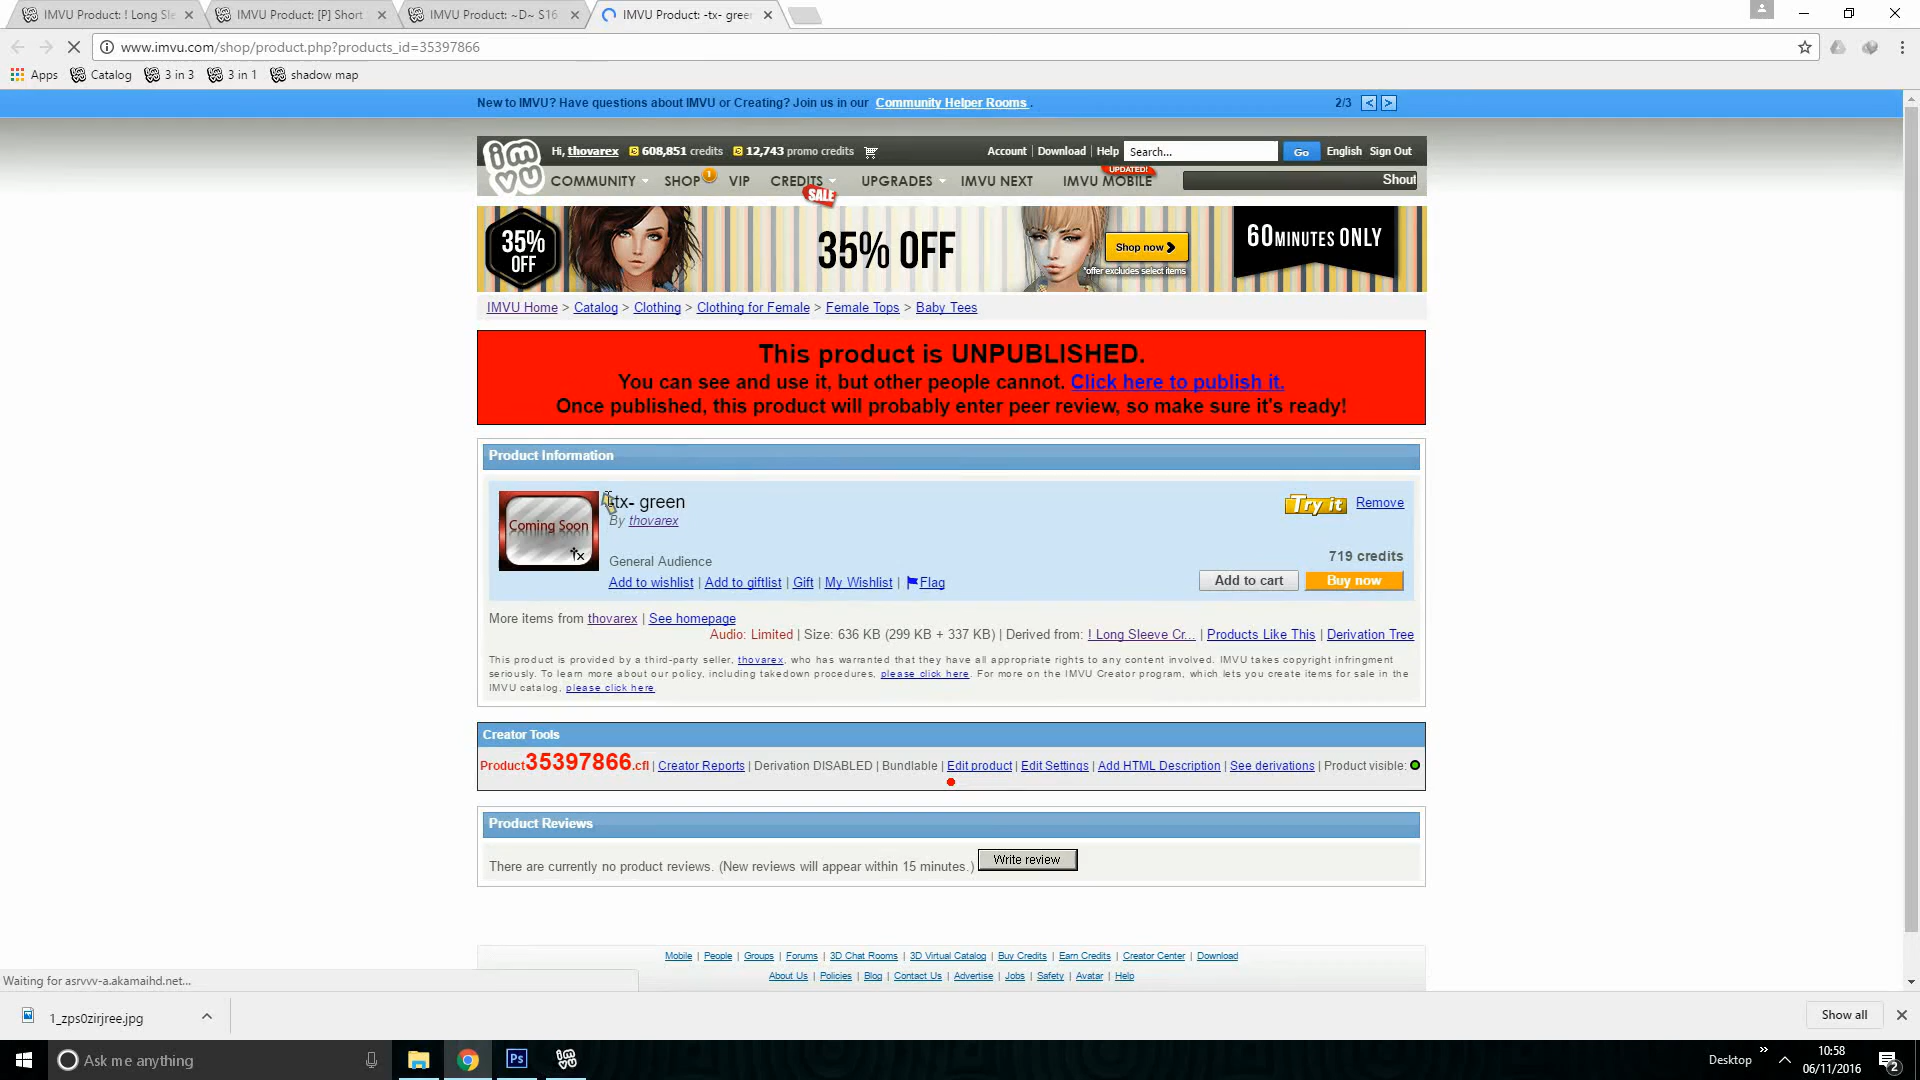 IMVU Product: ! Long Sle
IMVU Product: [P] Short
IMVU Product: ~D~ S16
IMVU Product: -tx- green
www.imvu.com/shop/product.php?products_id=35397866
Apps Catalog 3 in 3 3 in 1 shadow map
New to IMVU? Have questions about IMVU or Creating? Join us in our Community Helper Rooms .
2/3 < >
imvu
Hi, thovarex 608,851 credits 12,743 promo credits
Account | Download | Help Search... Go English Sign Out
COMMUNITY SHOP 1 VIP CREDITS UPGRADES IMVU NEXT IMVU MOBILE Shout
UPDATED!
SALE
35% OFF
35% OFF
Shop now
*offer excludes select items
60 MINUTES ONLY
IMVU Home > Catalog > Clothing > Clothing for Female > Female Tops > Baby Tees
This product is UNPUBLISHED.
You can see and use it, but other people cannot. Click here to publish it.
Once published, this product will probably enter peer review, so make sure it's ready!
Product Information
Coming Soon
tx
-tx- green
By thovarex
Try it Remove
General Audience
719 credits
Add to wishlist | Add to giftlist | Gift | My Wishlist | Flag
Add to cart Buy now
More items from thovarex | See homepage
Audio: Limited | Size: 636 KB (299 KB + 337 KB) | Derived from: ! Long Sleeve Cr... | Products Like This | Derivation Tree
This product is provided by a third-party seller, thovarex, who has warranted that they have all appropriate rights to any content involved. IMVU takes copyright infringment
seriously. To learn more about our policy, including takedown procedures, please click here. For more on the IMVU Creator program, which lets you create items for sale in the
IMVU catalog, please click here.
Creator Tools
Product35397866.cfl | Creator Reports | Derivation DISABLED | Bundlable | Edit product | Edit Settings | Add HTML Description | See derivations | Product visible:
Product Reviews
There are currently no product reviews. (New reviews will appear within 15 minutes.) Write review
Mobile | People | Groups | Forums | 3D Chat Rooms | 3D Virtual Catalog | Buy Credits | Earn Credits | Creator Center | Download
About Us | Policies | Blog | Contact Us | Advertise | Jobs | Safety | Avatar | Help
Waiting for asrvvv-a.akamaihd.net...
1_zps0zirjree.jpg
Show all
Ask me anything
Ps
imvu
Desktop »
10:58
06/11/2016
2